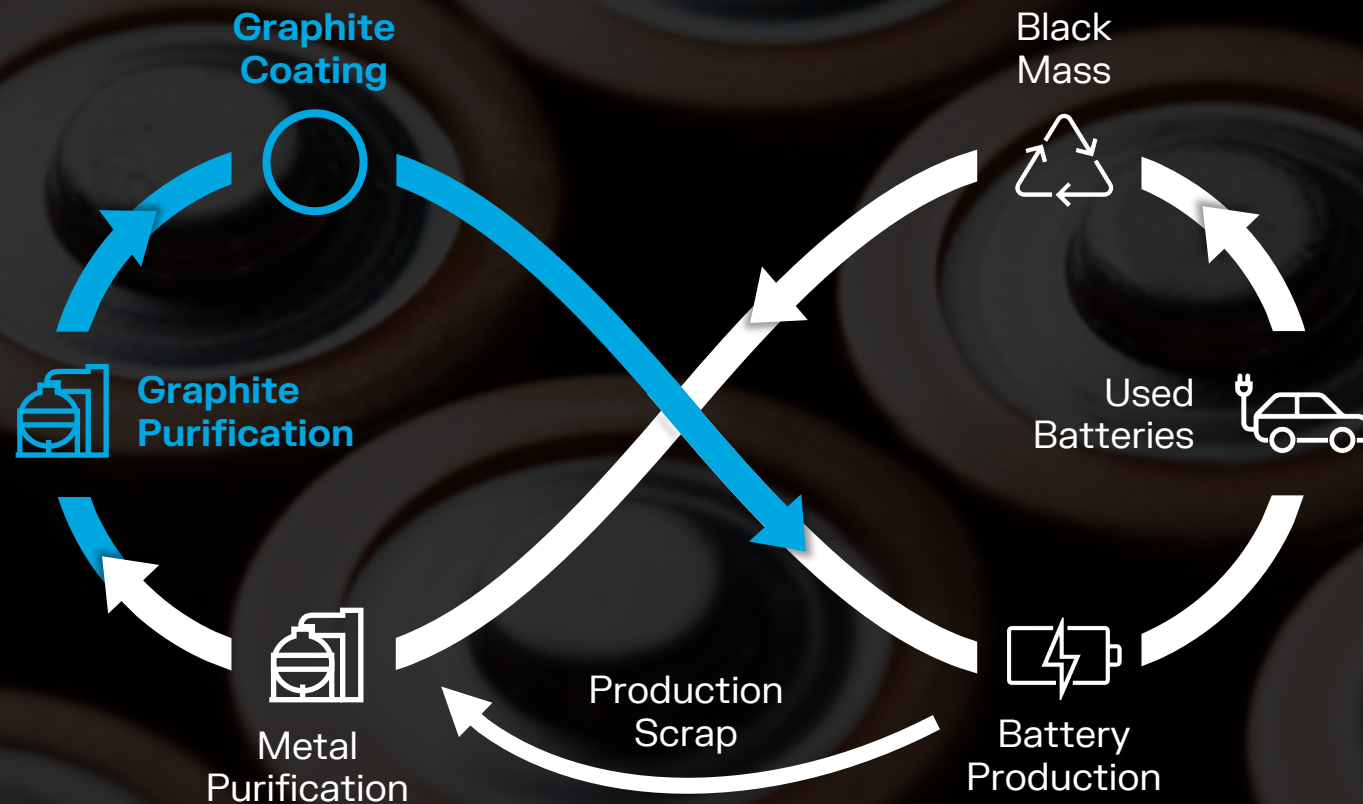 Graphite
Coating
Black
Mass
Graphite
Purification
Used
Batteries
Production
Scrap
Metal
Purification
Battery
Production